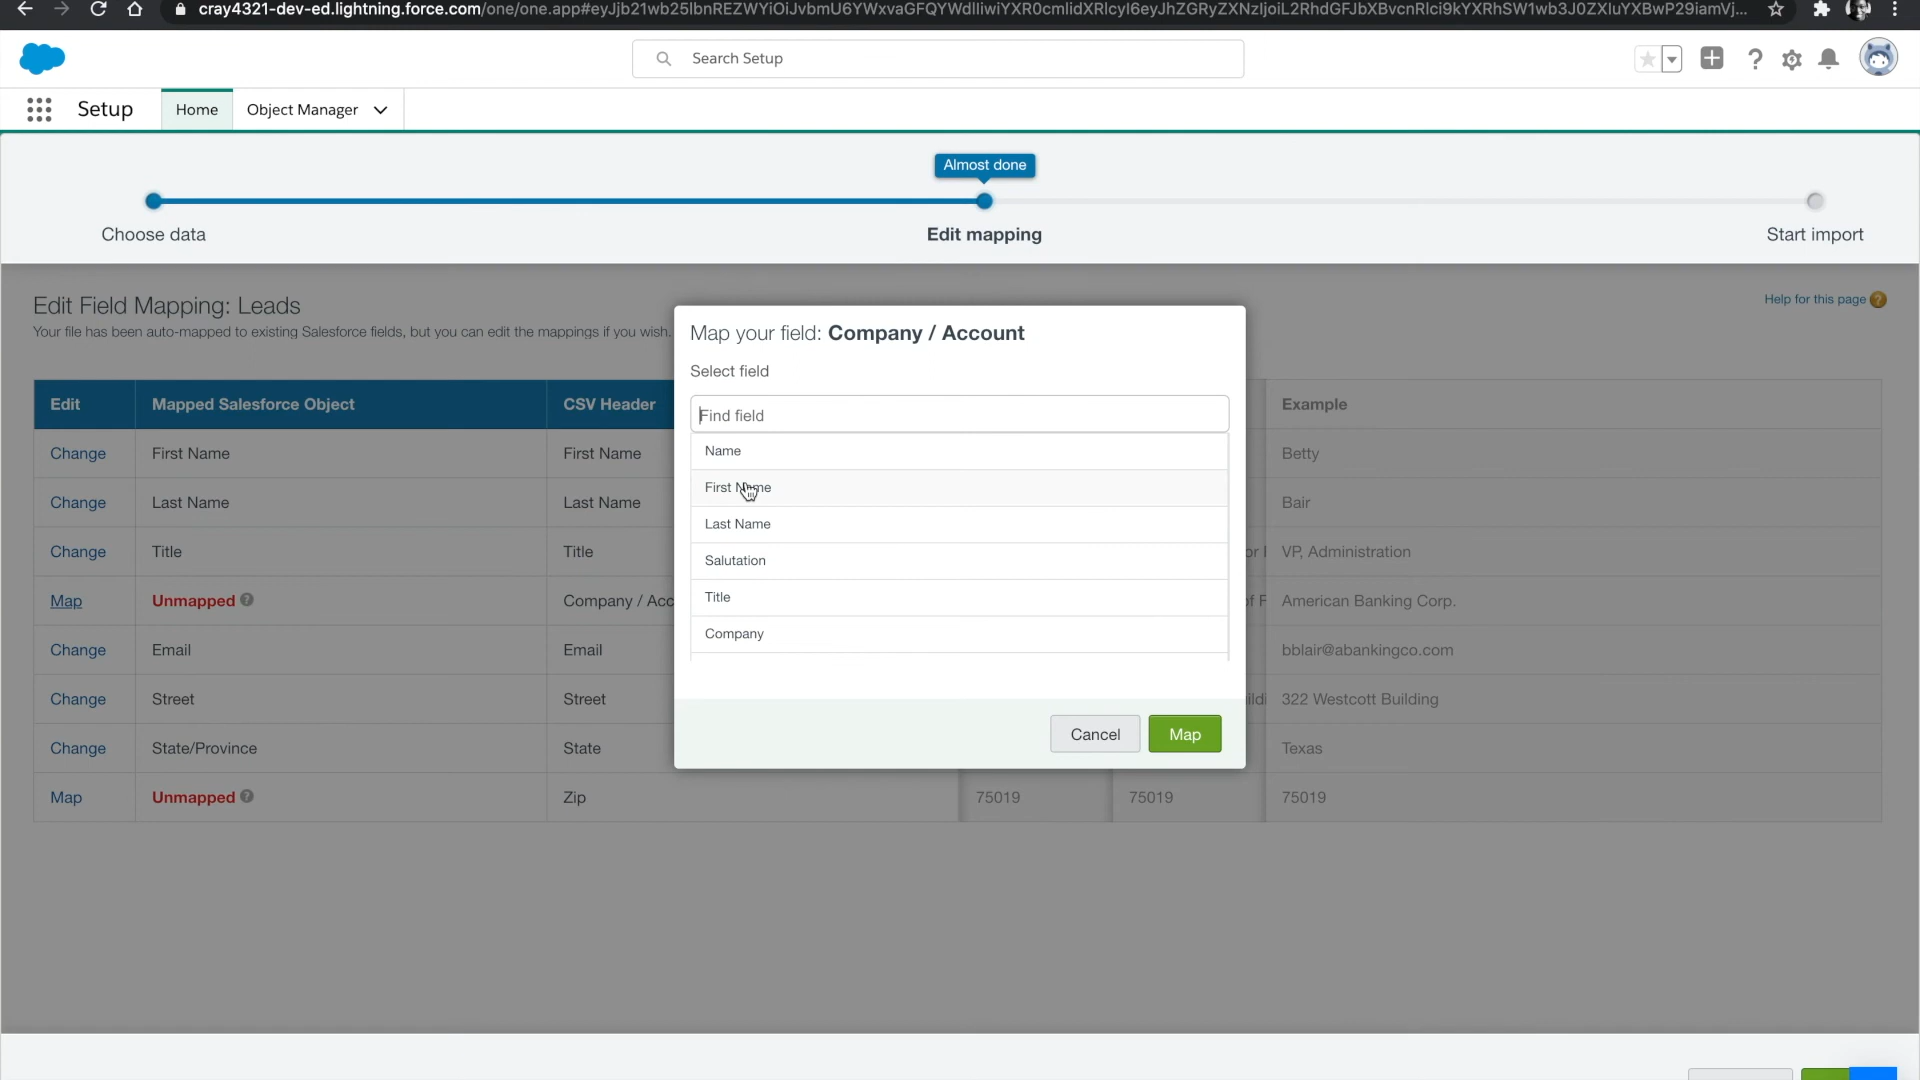 cray4321-dev-ed.lightning.force.com
Search Setup
Setup
Home
Object Manager
Almost done
Choose data
Edit mapping
Start import
Edit Field Mapping: Leads
Help for this page
Your file has been auto-mapped to existing Salesforce fields, but you can edit the mappings if you wish.
Map your field: Company / Account
Select field
Find field
Name
First Name
Last Name
Salutation
Title
Company
Cancel
Map
Edit Mapped Salesforce Object CSV Header Example
Change First Name First Name Betty
Change Last Name Last Name Bair
Change Title Title VP, Administration
Map Unmapped Company / Acc American Banking Corp.
Change Email Email bblair@abankingco.com
Change Street Street 322 Westcott Building
Change State/Province State Texas
Map Unmapped Zip 75019 75019 75019